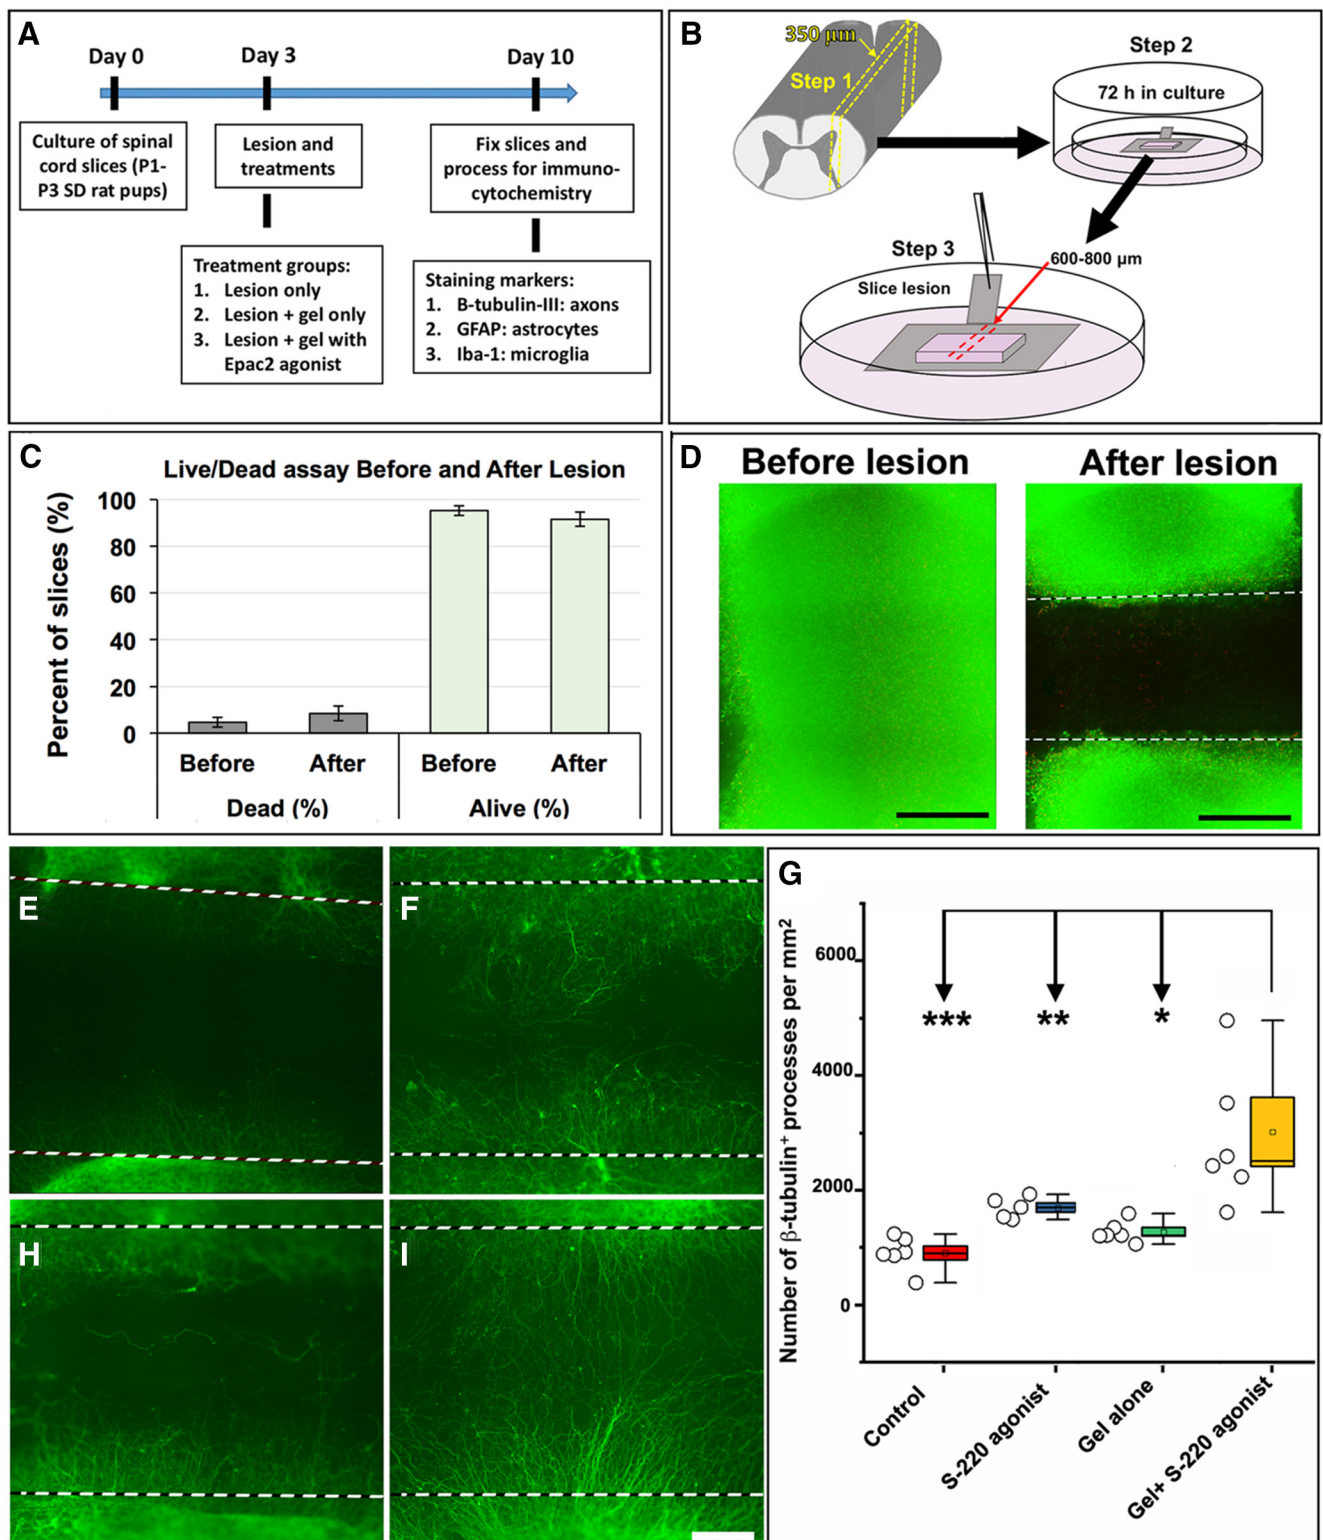 A
Day 0
Day 3
Day 10
Culture of spinal
cord slices (P1-
P3 SD rat pups)
Lesion and
treatments
Fix slices and
process for immuno-
cytochemistry
Treatment groups:
1. Lesion only
2. Lesion + gel only
3. Lesion + gel with
Epac2 agonist
Staining markers:
1. B-tubulin-III: axons
2. GFAP: astrocytes
3. Iba-1: microglia
B
350 µm
Step 1
Step 2
72 h in culture
Step 3
600-800 µm
Slice lesion
C
Live/Dead assay Before and After Lesion
Percent of slices (%)
100
80
60
40
20
0
Before
After
Before
After
Dead (%)
Alive (%)
D
Before lesion
After lesion
E
F
G
Number of β-tubulin⁺ processes per mm²
6000
4000
2000
0
***
**
*
Control
S-220 agonist
Gel alone
Gel+ S-220 agonist
H
I